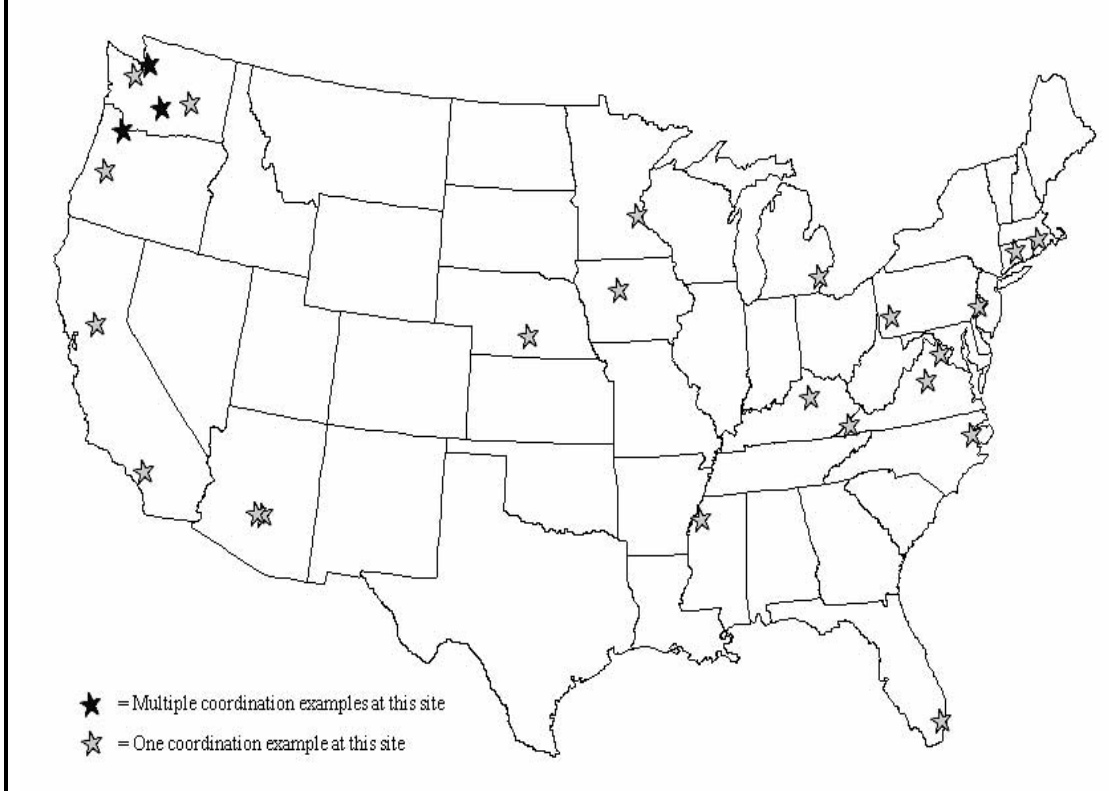 = Multiple coordination examples at this site
= One coordination example at this site